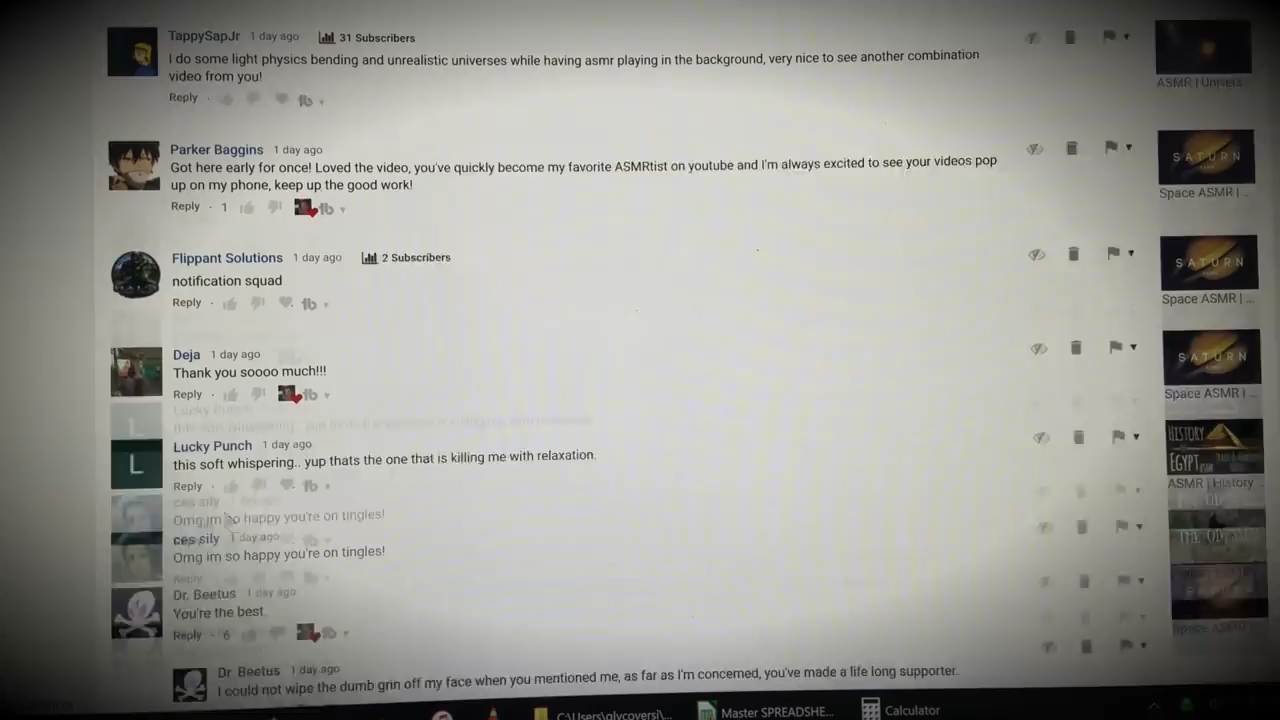 TappySapJr 1 day ago 31 Subscribers
I do some light physics bending and unrealistic universes while having asmr playing in the background, very nice to see another combination
video from you!
Reply
ASMR | Univers...
Parker Baggins 1 day ago
Got here early for once! Loved the video, you've quickly become my favorite ASMRtist on youtube and I'm always excited to see your videos pop
up on my phone, keep up the good work!
Reply · 1
SATURN
Space ASMR | ...
Flippant Solutions 1 day ago 2 Subscribers
notification squad
Reply
SATURN
Space ASMR | ...
Deja 1 day ago
Thank you soooo much!!!
Reply
SATURN
Space ASMR | ...
Lucky Punch
Lucky Punch 1 day ago
this soft whispering.. yup thats the one that is killing me with relaxation.
Reply
HISTORY
EGYPT
ASMR | History
ces sily
Omg im so happy you're on tingles!
ces sily 1 day ago
Omg im so happy you're on tingles!
Reply
THE ODYSSEY
Dr. Beetus 1 day ago
You're the best.
Reply · 6
Space ASMR |
Dr. Beetus 1 day ago
I could not wipe the dumb grin off my face when you mentioned me, as far as I'm concerned, you've made a life long supporter..
C:\Users\glycoversi\...
Master SPREADSHE...
Calculator